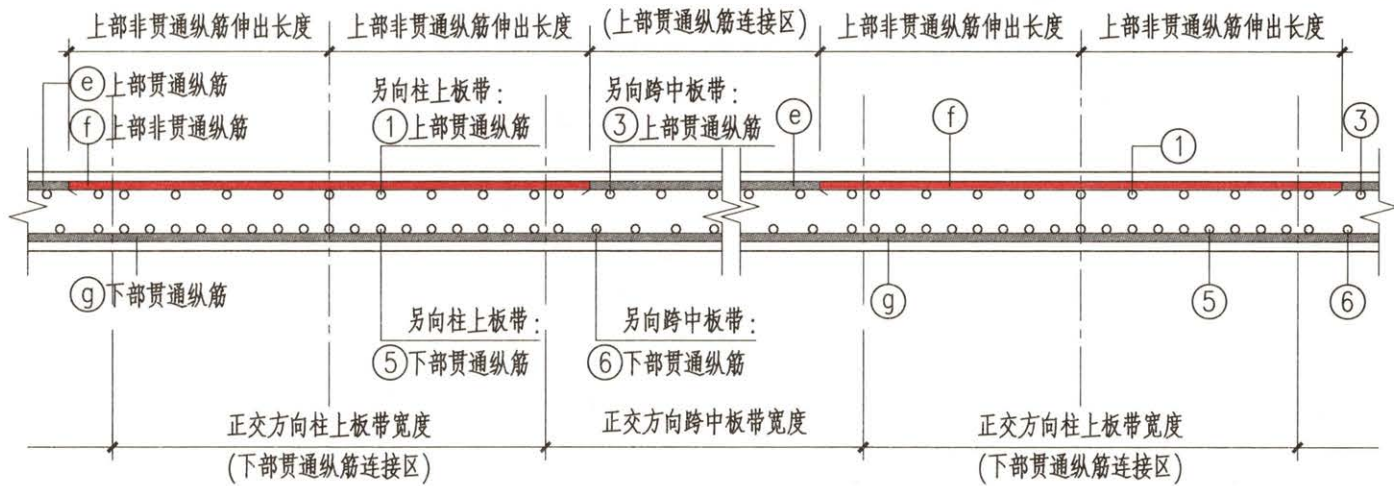 上部非贯通纵筋伸出长度 上部非贯通纵筋伸出长度 (上部贯通纵筋连接区) 上部非贯通纵筋伸出长度 上部非贯通纵筋伸出长度
e 上部贯通纵筋 另向柱上板带: 另向跨中板带:
f 上部非贯通纵筋 1 上部贯通纵筋 3 上部贯通纵筋 e f 1 3
g 下部贯通纵筋 另向柱上板带: 另向跨中板带: g 5 6
5 下部贯通纵筋 6 下部贯通纵筋
正交方向柱上板带宽度 正交方向跨中板带宽度 正交方向柱上板带宽度
(下部贯通纵筋连接区) (下部贯通纵筋连接区)